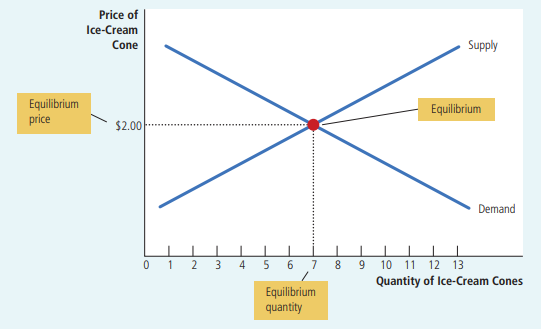 Price of
Ice-Cream
Cone
Supply
Equilibrium
price
Equilibrium
$2.00
Demand
0 1 2 3 4 5 6 7 8 9 10 11 12 13
Quantity of Ice-Cream Cones
Equilibrium
quantity